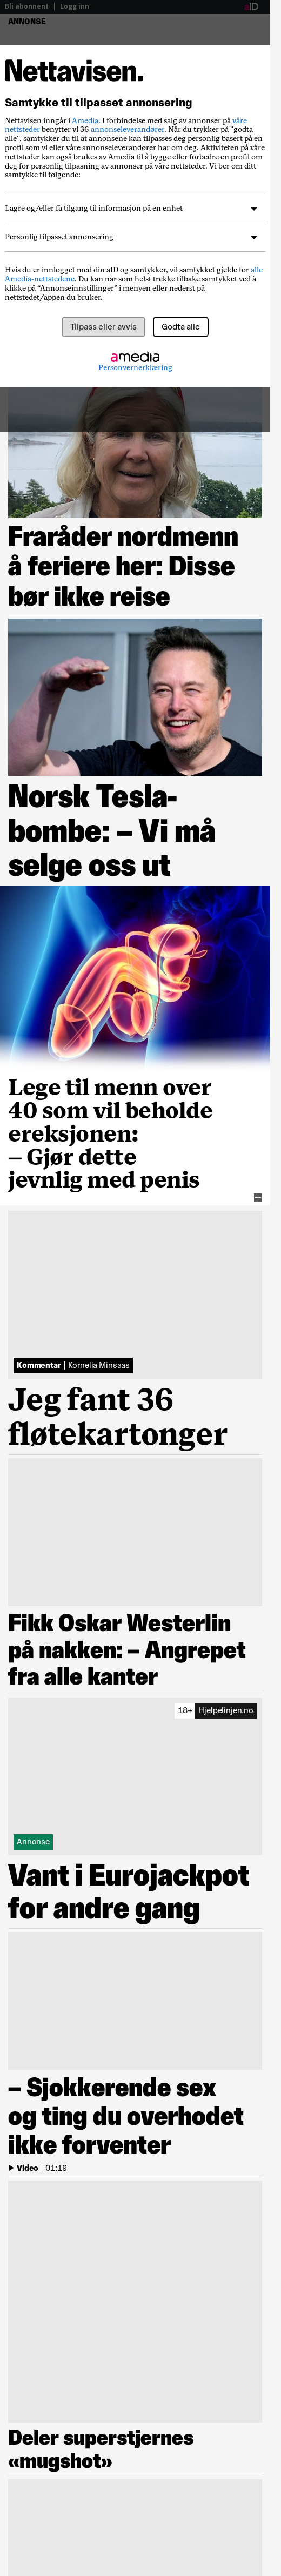 Bli abonnent | Logg inn
aID
ANNONSE
Nettavisen.
Samtykke til tilpasset annonsering
Nettavisen inngår i Amedia. I forbindelse med salg av annonser på våre
nettsteder benytter vi 36 annonseleverandører. Når du trykker på "godta
alle", samtykker du til at annonsene kan tilpasses deg personlig basert på en
profil som vi eller våre annonseleverandører har om deg. Aktiviteten på våre
nettsteder kan også brukes av Amedia til å bygge eller forbedre en profil om
deg for personlig tilpasning av annonser på våre nettsteder. Vi ber om ditt
samtykke til følgende:
Lagre og/eller få tilgang til informasjon på en enhet
Personlig tilpasset annonsering
Hvis du er innlogget med din aID og samtykker, vil samtykket gjelde for alle
Amedia-nettstedene. Du kan når som helst trekke tilbake samtykket ved å
klikke på "Annonseinnstillinger" i menyen eller nederst på
nettstedet/appen du bruker.
Tilpass eller avvis
Godta alle
amedia
Personvernerklæring
Fraråder nordmenn
å feriere her: Disse
bør ikke reise
Norsk Tesla-
bombe: – Vi må
selge oss ut
Lege til menn over
40 som vil beholde
ereksjonen:
– Gjør dette
jevnlig med penis
Kommentar | Kornelia Minsaas
Jeg fant 36
fløtekartonger
Fikk Oskar Westerlin
på nakken: – Angrepet
fra alle kanter
18+ Hjelpelinjen.no
Annonse
Vant i Eurojackpot
for andre gang
– Sjokkerende sex
og ting du overhodet
ikke forventer
Video | 01:19
Deler superstjernes
«mugshot»